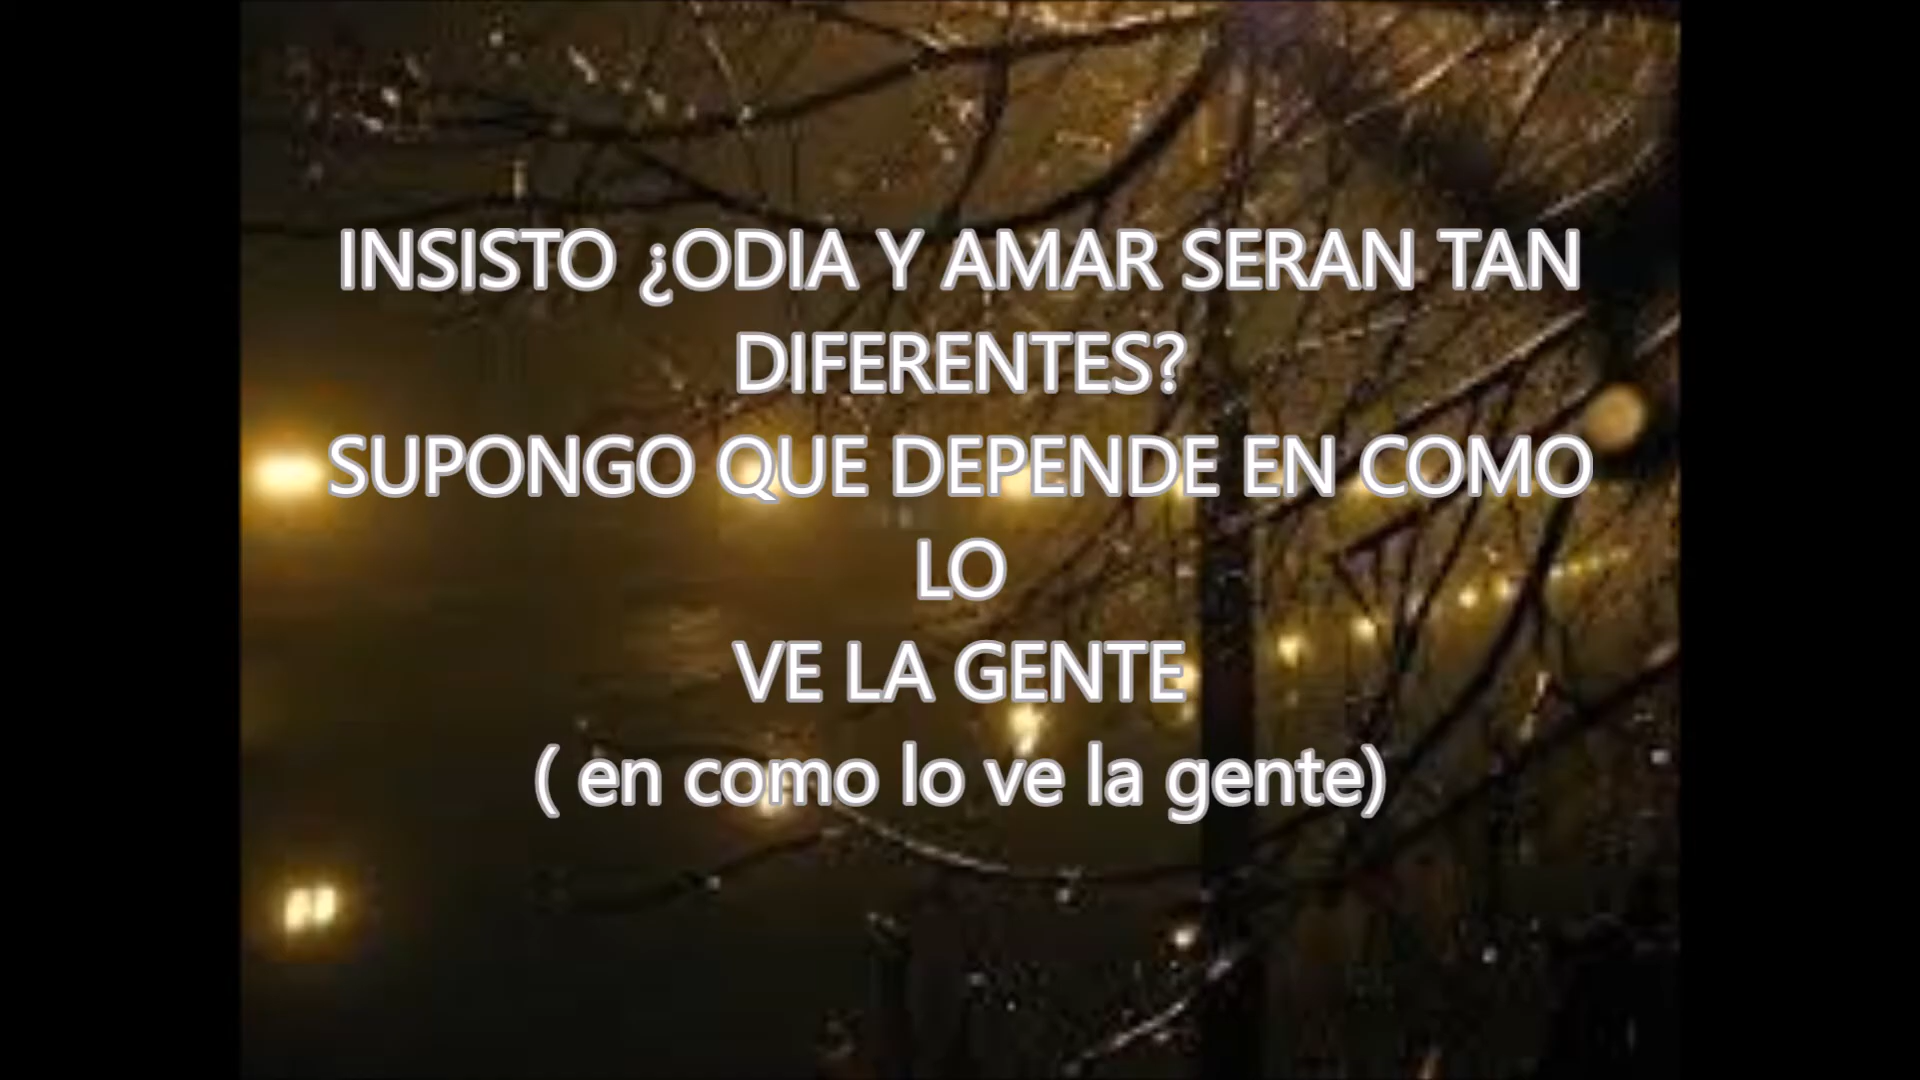 INSISTO ¿ODIA Y AMAR SERAN TAN
DIFERENTES?
SUPONGO QUE DEPENDE EN COMO
LO
VE LA GENTE
( en como lo ve la gente)